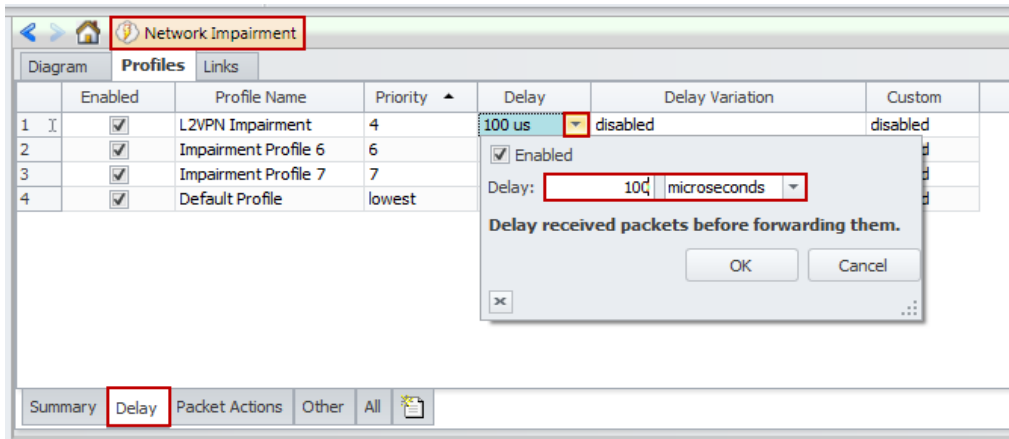 Network Impairment
Diagram Profiles Links
Enabled Profile Name Priority Delay Delay Variation Custom
1 L2VPN Impairment 4 100 us disabled disabled
2 Impairment Profile 6 6
Enabled
3 Impairment Profile 7 7
Delay: 100 microseconds
4 Default Profile lowest
Delay received packets before forwarding them.
OK Cancel
Summary Delay Packet Actions Other All